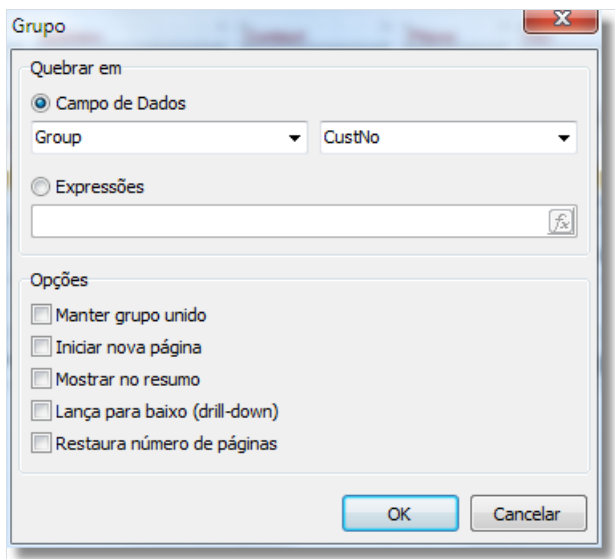 Grupo
Quebrar em
Campo de Dados
Group CustNo
Expressões
fx
Opções
Manter grupo unido
Iniciar nova página
Mostrar no resumo
Lança para baixo (drill-down)
Restaura número de páginas
OK Cancelar